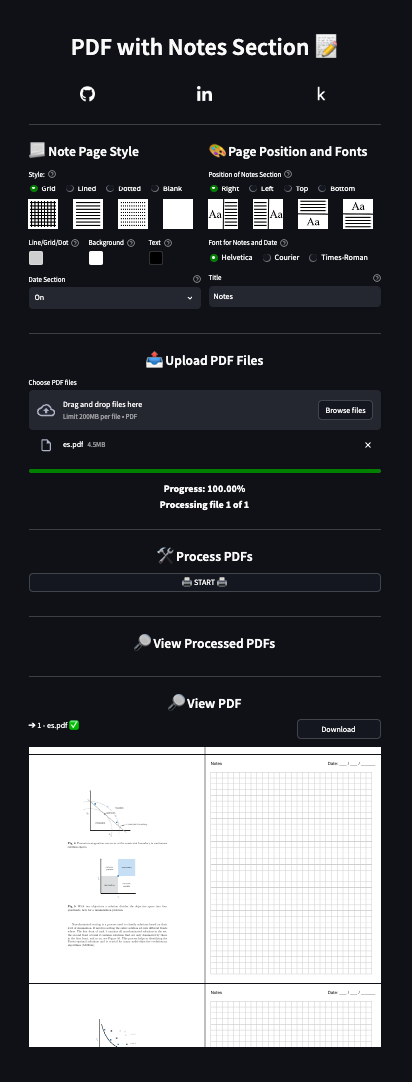 PDF with Notes Section 📝
in
k
📃 Note Page Style
Style:
Grid
Lined
Dotted
Blank
Line/Grid/Dot
Background
Text
Date Section
On
🎨 Page Position and Fonts
Position of Notes Section
Right
Left
Top
Bottom
Aa
Aa
Aa
Aa
Font for Notes and Date
Helvetica
Courier
Times-Roman
Title
Notes
📤 Upload PDF Files
Choose PDF files
Drag and drop files here
Limit 200MB per file • PDF
Browse files
es.pdf 4.5MB
Progress: 100.00%
Processing file 1 of 1
🛠 Process PDFs
🖨 START 🖨
🔎 View Processed PDFs
🔎 View PDF
➔ 1 - es.pdf ✅
Download
Notes
Date: ___ / ___ / ______
Notes
Date: ___ / ___ / ______